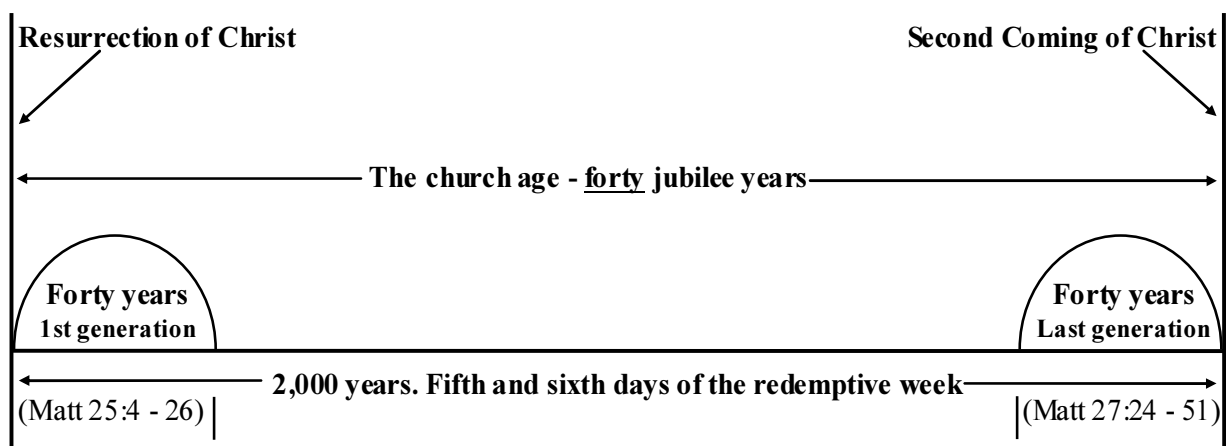 Resurrection of Christ
Second Coming of Christ
The church age - forty jubilee years
Forty years
1st generation
Forty years
Last generation
2,000 years. Fifth and sixth days of the redemptive week
(Matt 25:4 - 26)
(Matt 27:24 - 51)